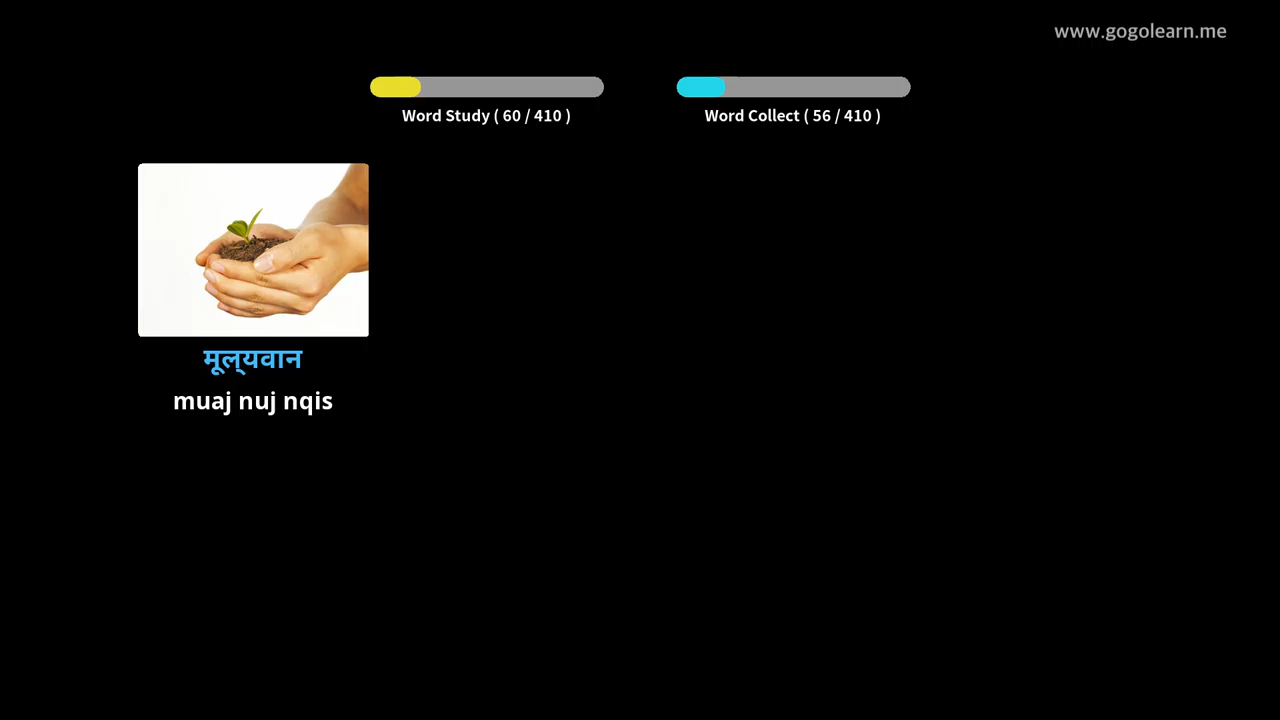 www.gogolearn.me
Word Study ( 60 / 410 )
Word Collect ( 56 / 410 )
मूल्यवान
muaj nuj nqis